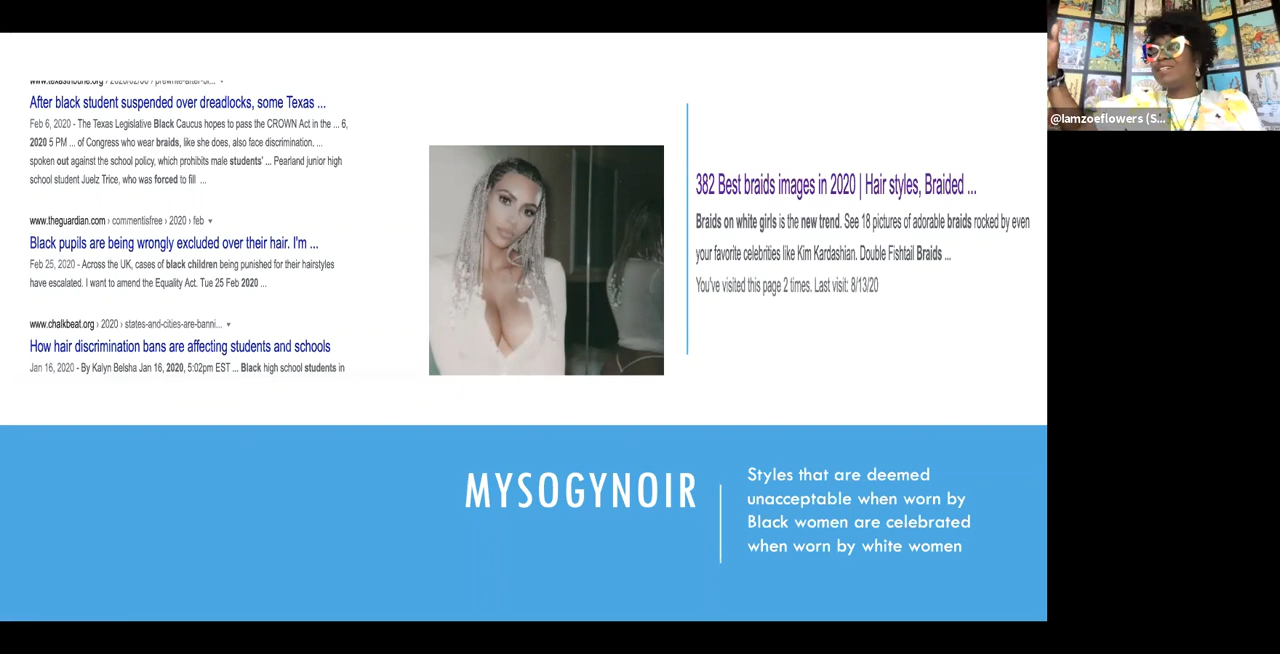 www.texastribune.org › 2020/02/06 › prewrite-after-bl... ▾
After black student suspended over dreadlocks, some Texas ...
Feb 6, 2020 - The Texas Legislative Black Caucus hopes to pass the CROWN Act in the ... 6,
2020 5 PM ... of Congress who wear braids, like she does, also face discrimination. ...
spoken out against the school policy, which prohibits male students' ... Pearland junior high
school student Juelz Trice, who was forced to fill ...
www.theguardian.com › commentisfree › 2020 › feb ▾
Black pupils are being wrongly excluded over their hair. I'm ...
Feb 25, 2020 - Across the UK, cases of black children being punished for their hairstyles
have escalated. I want to amend the Equality Act. Tue 25 Feb 2020 ...
www.chalkbeat.org › 2020 › states-and-cities-are-banni... ▾
How hair discrimination bans are affecting students and schools
Jan 16, 2020 - By Kalyn Belsha Jan 16, 2020, 5:02pm EST ... Black high school students in
382 Best braids images in 2020 | Hair styles, Braided ...
Braids on white girls is the new trend. See 18 pictures of adorable braids rocked by even
your favorite celebrities like Kim Kardashian. Double Fishtail Braids ...
You've visited this page 2 times. Last visit: 8/13/20
MYSOGYNOIR
Styles that are deemed
unacceptable when worn by
Black women are celebrated
when worn by white women
@Iamzoeflowers (S...